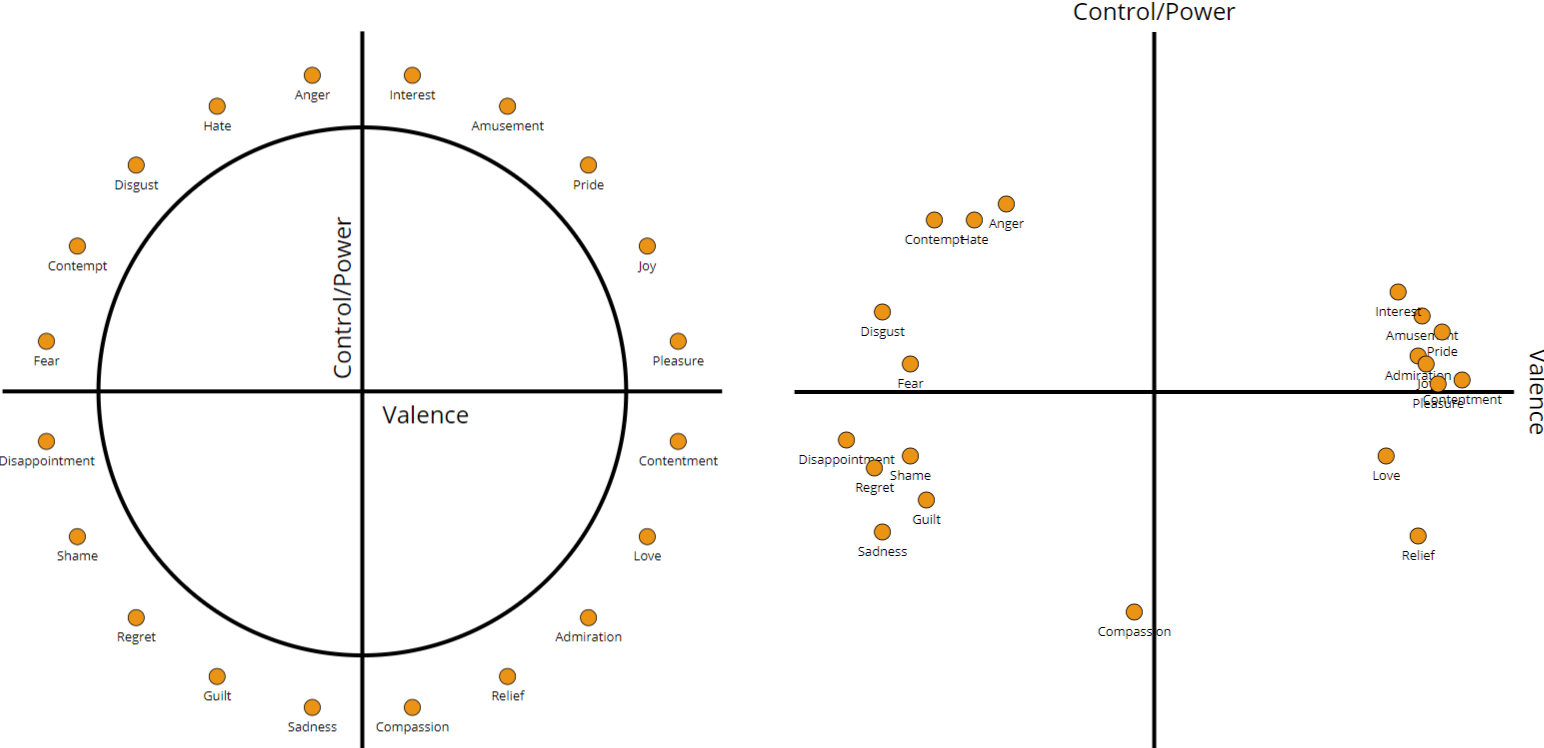 Anger
Interest
Hate
Amusement
Disgust
Pride
Contempt
Joy
Control/Power
Fear
Pleasure
Valence
Disappointment
Contentment
Shame
Love
Regret
Admiration
Guilt
Relief
Sadness
Compassion
Control/Power
Anger
Contempt
Hate
Interest
Disgust
Amusement
Pride
Fear
Admiration
Joy
Contentment
Pleasure
Valence
Disappointment
Shame
Love
Regret
Guilt
Sadness
Relief
Compassion